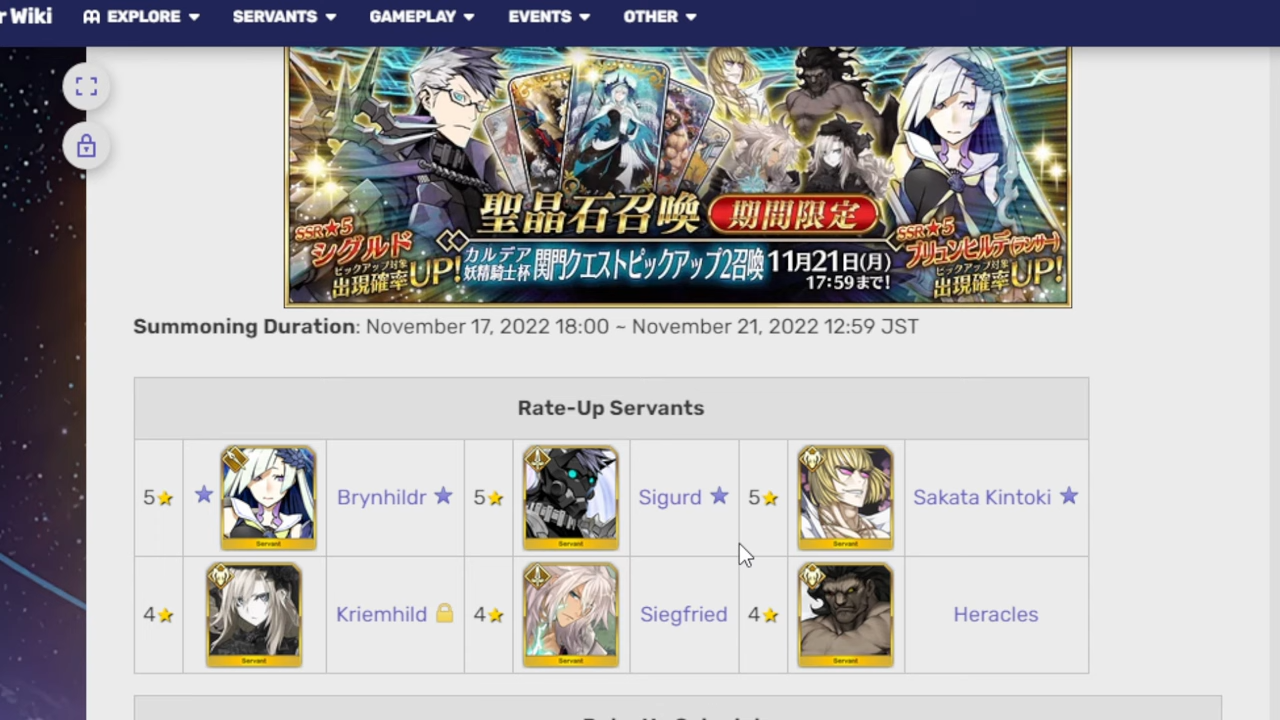 r Wiki EXPLORE SERVANTS GAMEPLAY EVENTS OTHER
聖晶石召喚 期間限定
SSR★5
シグルド
ピックアップ対象
出現確率UP!
カルデア
妖精騎士杯 関門クエストピックアップ2召喚 11月21日(月)
17:59まで!
SSR★5
ブリュンヒルデ(ランサー)
ピックアップ対象
出現確率UP!
Summoning Duration: November 17, 2022 18:00 ~ November 21, 2022 12:59 JST
Rate-Up Servants
5★ Servant Brynhildr ★ 5★ Servant Sigurd ★ 5★ Servant Sakata Kintoki ★
4★ Servant Kriemhild 4★ Servant Siegfried 4★ Servant Heracles